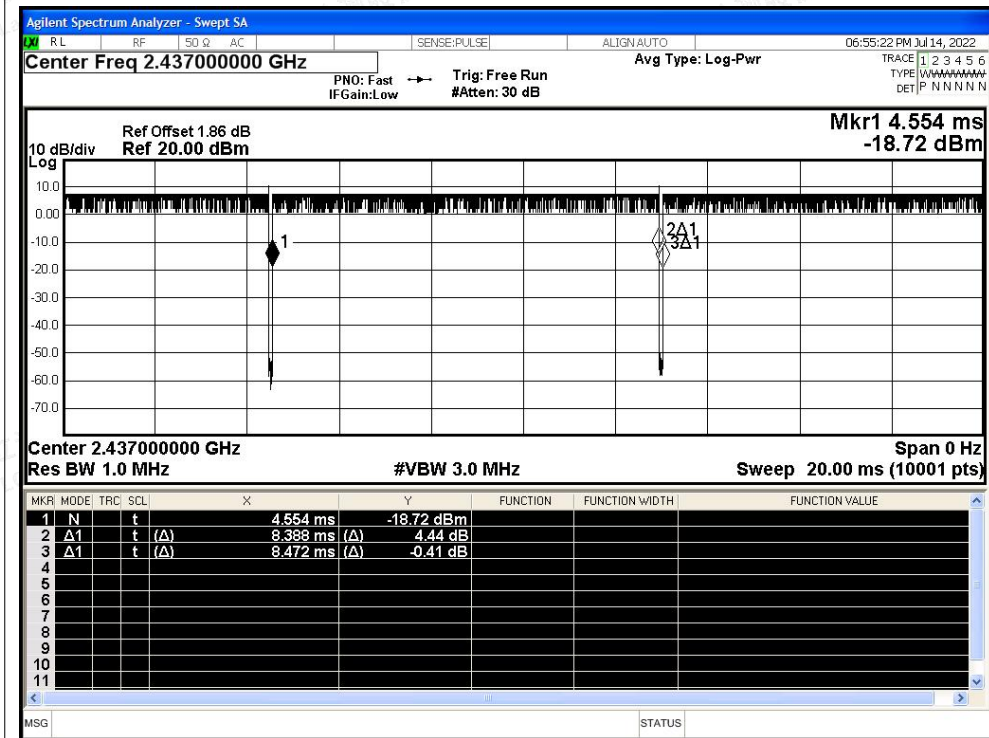 Agilent Spectrum Analyzer - Swept SA
LXI RL RF 50 Ω AC SENSE:PULSE ALIGN AUTO 06:55:22 PM Jul 14, 2022
Center Freq 2.437000000 GHz Avg Type: Log-Pwr TRACE 1 2 3 4 5 6
PNO: Fast Trig: Free Run TYPE WWWWWW
IFGain:Low #Atten: 30 dB DET P N N N N N
Mkr1 4.554 ms
Ref Offset 1.86 dB
10 dB/div Ref 20.00 dBm -18.72 dBm
Log
10.0
0.00
-10.0
1 2Δ1
3Δ1
-20.0
-30.0
-40.0
-50.0
-60.0
-70.0
Center 2.437000000 GHz Span 0 Hz
Res BW 1.0 MHz #VBW 3.0 MHz Sweep 20.00 ms (10001 pts)
MKR MODE TRC SCL X Y FUNCTION FUNCTION WIDTH FUNCTION VALUE
1 N t 4.554 ms -18.72 dBm
2 Δ1 t (Δ) 8.388 ms (Δ) 4.44 dB
3 Δ1 t (Δ) 8.472 ms (Δ) -0.41 dB
4
5
6
7
8
9
10
11
MSG STATUS